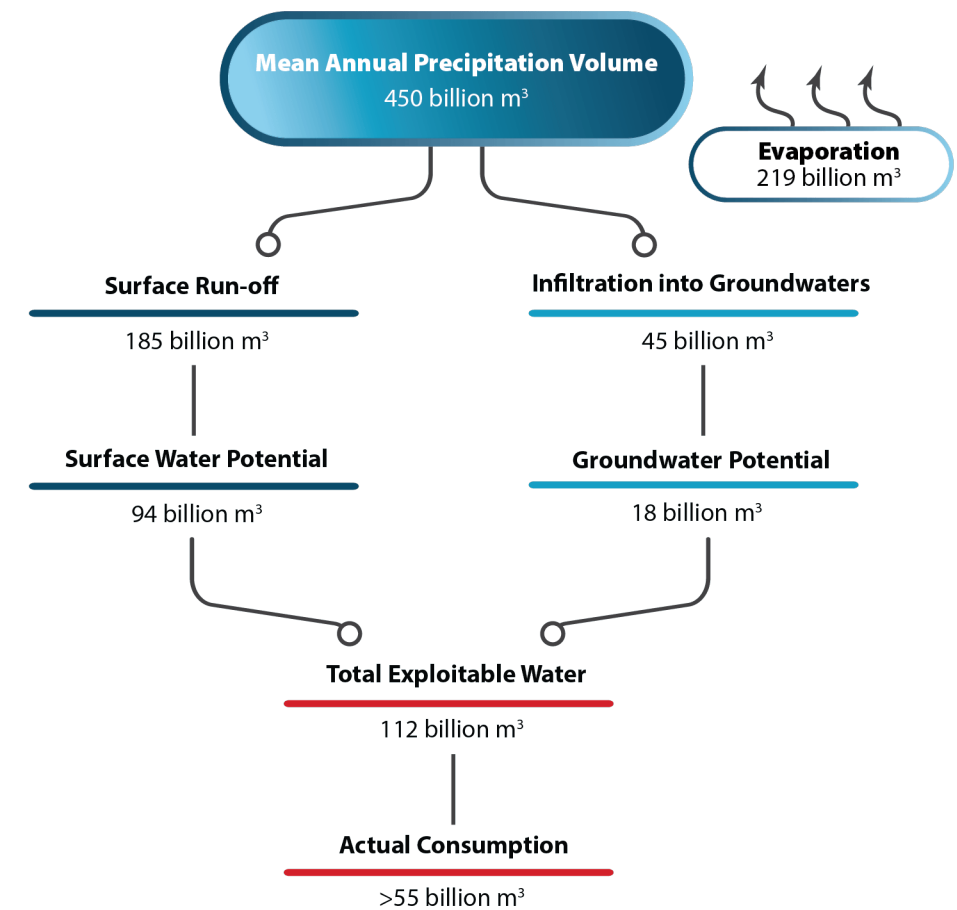 Mean Annual Precipitation Volume
450 billion m³
Evaporation
219 billion m³
Surface Run-off
185 billion m³
Infiltration into Groundwaters
45 billion m³
Surface Water Potential
94 billion m³
Groundwater Potential
18 billion m³
Total Exploitable Water
112 billion m³
Actual Consumption
>55 billion m³